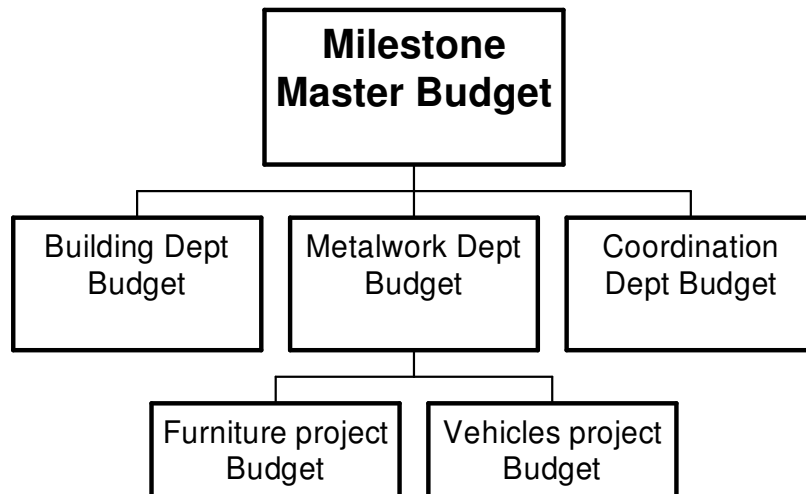 Milestone
Master Budget
Building Dept
Budget
Metalwork Dept
Budget
Coordination
Dept Budget
Furniture project
Budget
Vehicles project
Budget